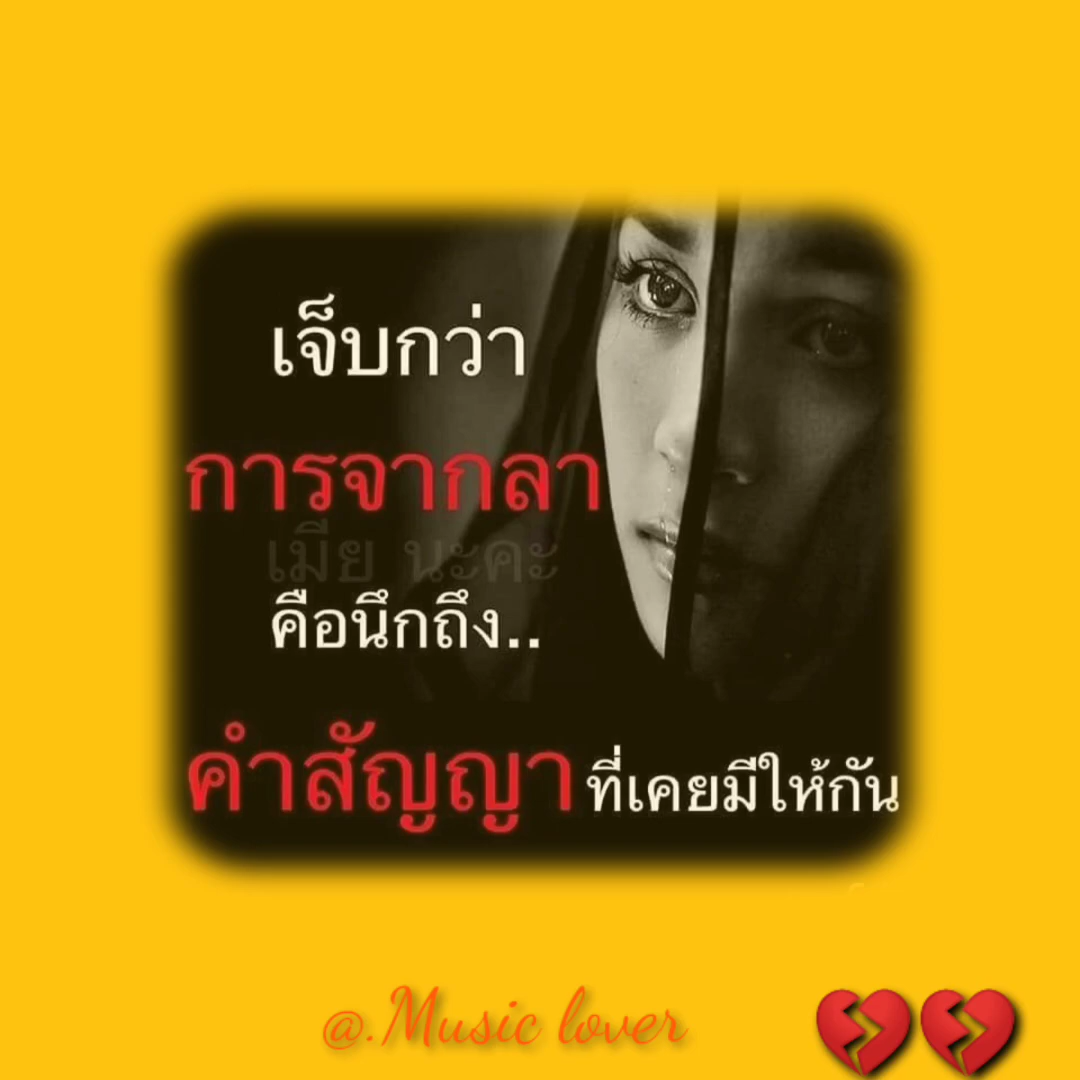 เจ็บกว่า
การจากลา
เมีย นะคะ
คือนึกถึง..
คำสัญญา ที่เคยมีให้กัน
@.Music lover